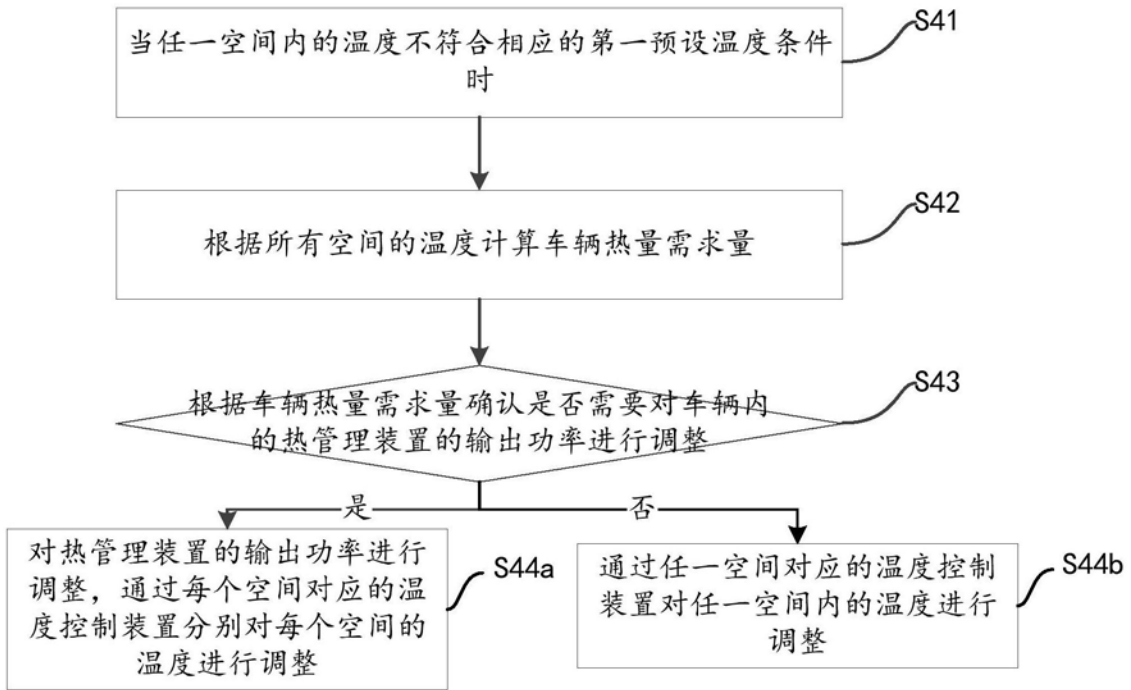 S41
当任一空间内的温度不符合相应的第一预设温度条件
时
S42
根据所有空间的温度计算车辆热量需求量
S43
根据车辆热量需求量确认是否需要对车辆内
的热管理装置的输出功率进行调整
是
否
对热管理装置的输出功率进行
调整，通过每个空间对应的温
度控制装置分别对每个空间的
温度进行调整
S44a
通过任一空间对应的温度控制
装置对任一空间内的温度进行
调整
S44b